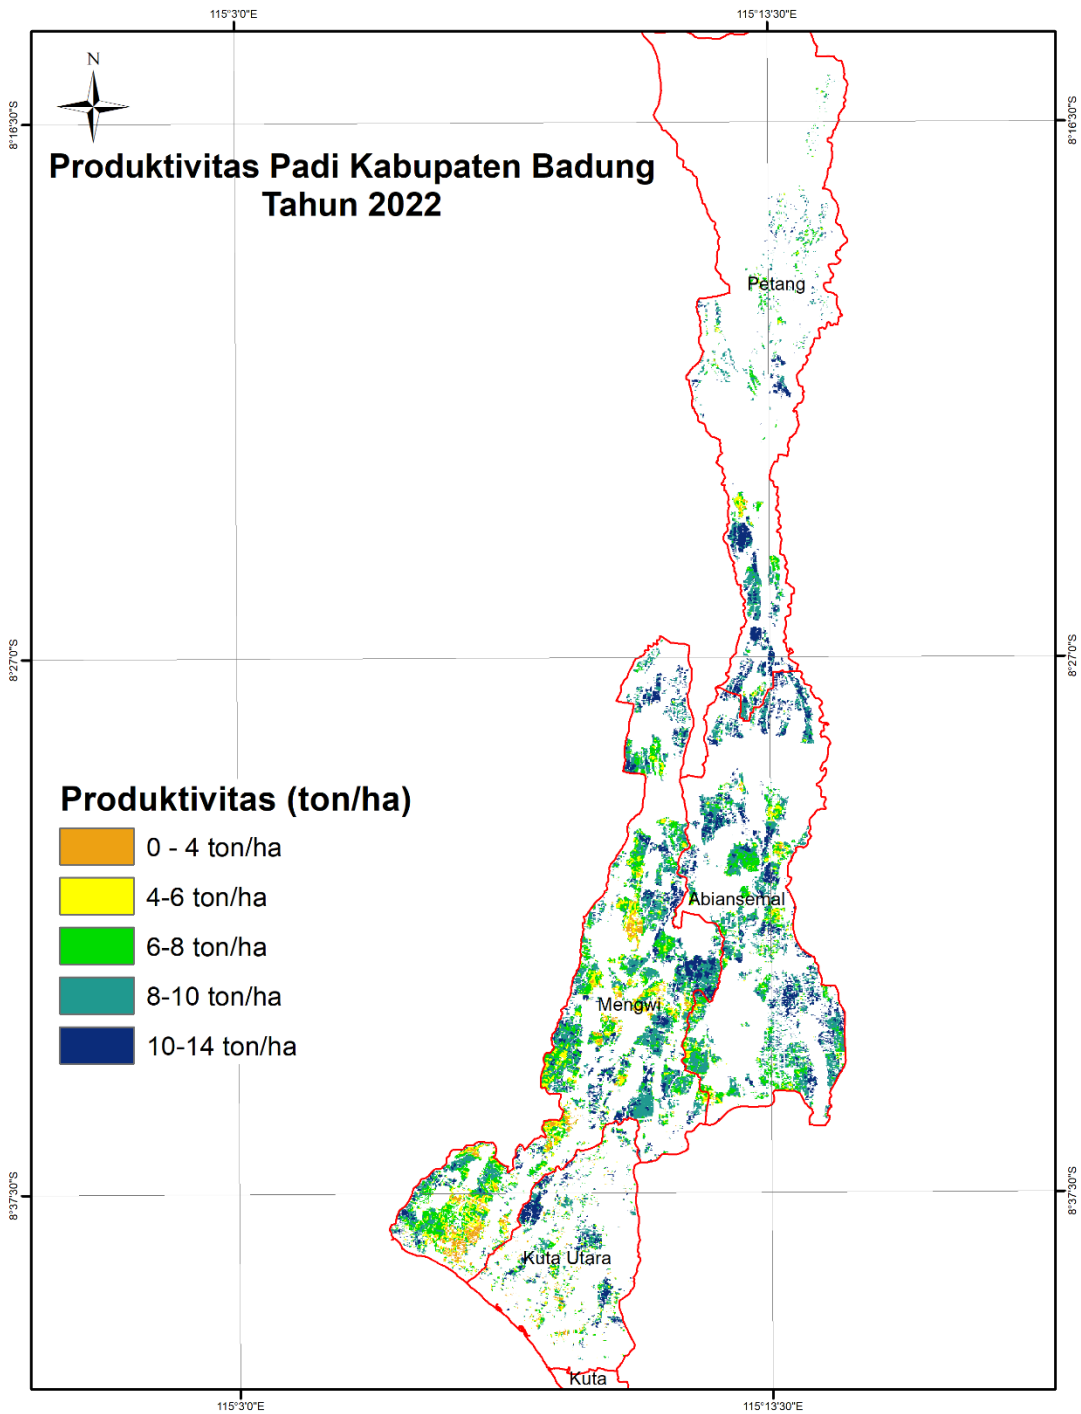 115°3'0"E
115°13'30"E
N
8°16'30"S
8°16'30"S
Produktivitas Padi Kabupaten Badung
Tahun 2022
Petang
8°27'0"S
8°27'0"S
Produktivitas (ton/ha)
0 - 4 ton/ha
4-6 ton/ha
6-8 ton/ha
8-10 ton/ha
10-14 ton/ha
Abiansemal
Mengwi
8°37'30"S
8°37'30"S
Kuta Utara
Kuta
115°3'0"E
115°13'30"E